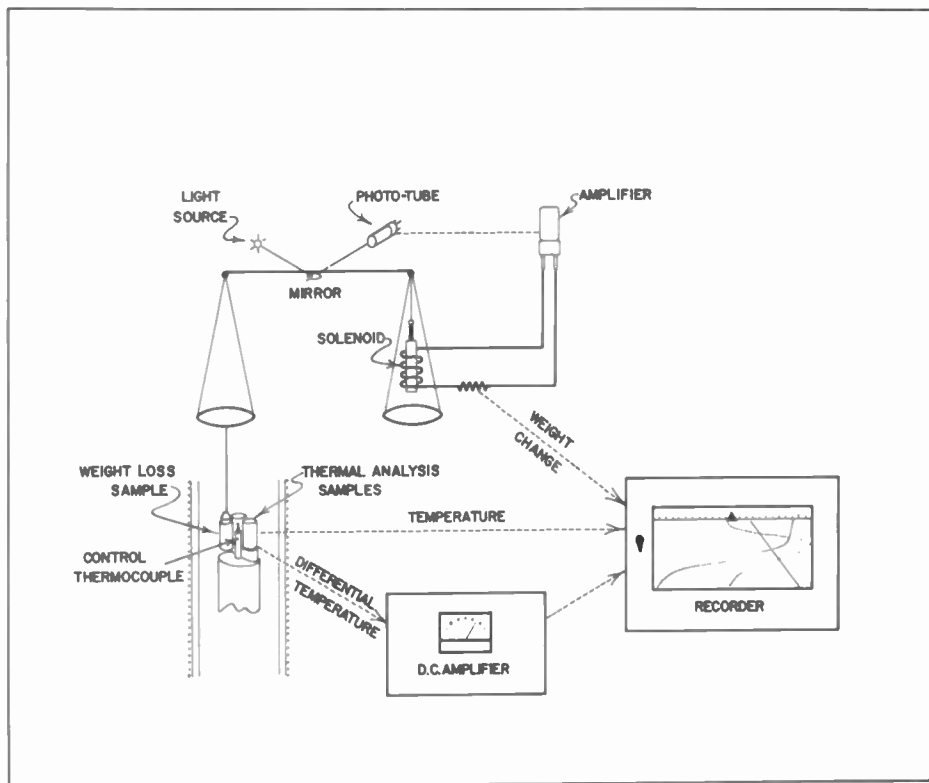 LIGHT
SOURCE
PHOTO-TUBE
AMPLIFIER
MIRROR
SOLENOID
WEIGHT
CHANGE
WEIGHT LOSS
SAMPLE
THERMAL ANALYSIS
SAMPLES
TEMPERATURE
CONTROL
THERMOCOUPLE
DIFFERENTIAL
TEMPERATURE
RECORDER
D.C. AMPLIFIER